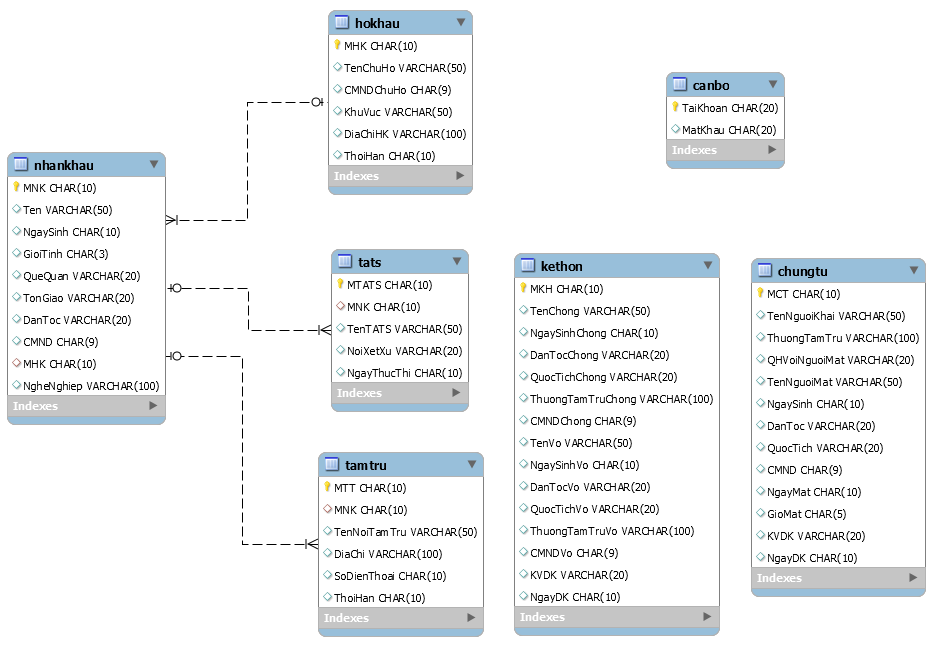 hokhau
MHK CHAR(10)
TenChuHo VARCHAR(50)
CMNDChuHo CHAR(9)
KhuVuc VARCHAR(50)
DiaChiHK VARCHAR(100)
ThoiHan CHAR(10)
Indexes
canbo
TaiKhoan CHAR(20)
MatKhau CHAR(20)
Indexes
nhankhau
MNK CHAR(10)
Ten VARCHAR(50)
NgaySinh CHAR(10)
GioiTinh CHAR(3)
QueQuan VARCHAR(20)
TonGiao VARCHAR(20)
DanToc VARCHAR(20)
CMND CHAR(9)
MHK CHAR(10)
NgheNghiep VARCHAR(100)
Indexes
tats
MTATS CHAR(10)
MNK CHAR(10)
TenTATS VARCHAR(50)
NoiXetXu VARCHAR(20)
NgayThucThi CHAR(10)
Indexes
tamtru
MTT CHAR(10)
MNK CHAR(10)
TenNoiTamTru VARCHAR(50)
DiaChi VARCHAR(100)
SoDienThoai CHAR(10)
ThoiHan CHAR(10)
Indexes
kethon
MKH CHAR(10)
TenChong VARCHAR(50)
NgaySinhChong CHAR(10)
DanTocChong VARCHAR(20)
QuocTichChong VARCHAR(20)
ThuongTamTruChong VARCHAR(100)
CMNDChong CHAR(9)
TenVo VARCHAR(50)
NgaySinhVo CHAR(10)
DanTocVo VARCHAR(20)
QuocTichVo VARCHAR(20)
ThuongTamTruVo VARCHAR(100)
CMNDVo CHAR(9)
KVDK VARCHAR(20)
NgayDK CHAR(10)
Indexes
chungtu
MCT CHAR(10)
TenNguoiKhai VARCHAR(50)
ThuongTamTru VARCHAR(100)
QHVoiNguoiMat VARCHAR(20)
TenNguoiMat VARCHAR(50)
NgaySinh CHAR(10)
DanToc VARCHAR(20)
QuocTich VARCHAR(20)
CMND CHAR(9)
NgayMat CHAR(10)
GioMat CHAR(5)
KVDK VARCHAR(20)
NgayDK CHAR(10)
Indexes